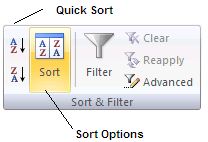 Quick Sort
A
Z
Z
A
A Z
Z A
Sort
Filter
Clear
Reapply
Advanced
Sort & Filter
Sort Options